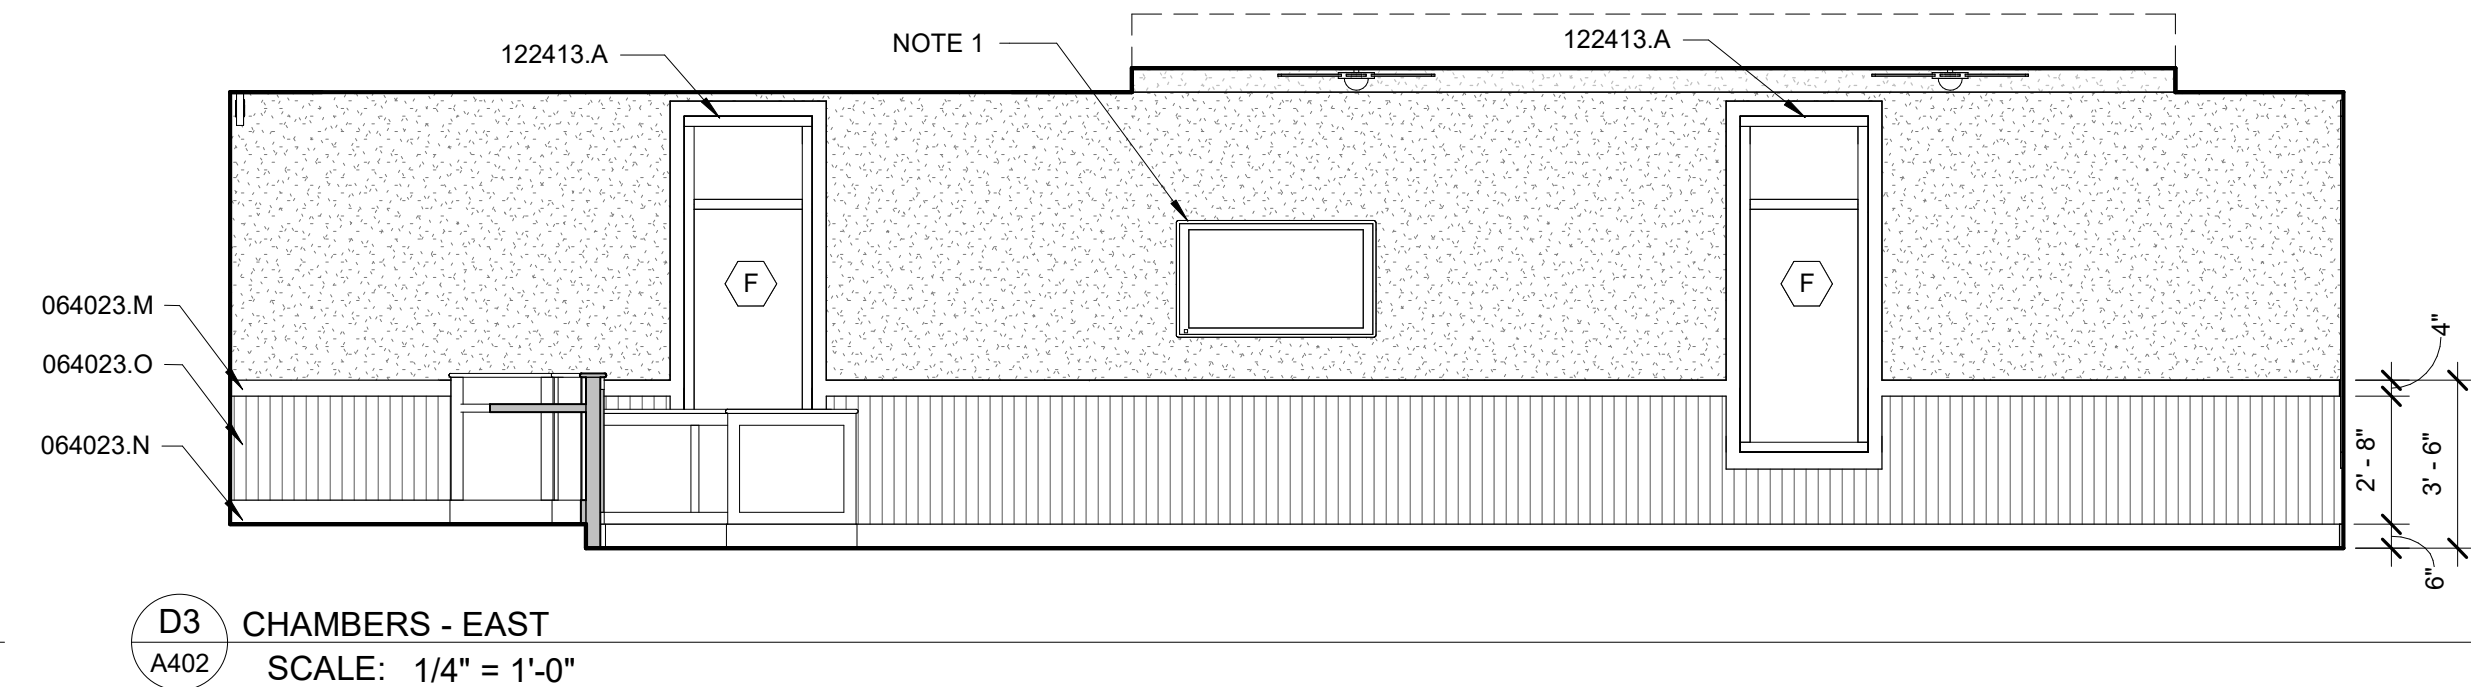 122413.A
NOTE 1
122413.A
F
F
064023.M
064023.O
064023.N
4"
2' - 8"
3' - 6"
6"
D3
CHAMBERS - EAST
A402
SCALE: 1/4" = 1'-0"